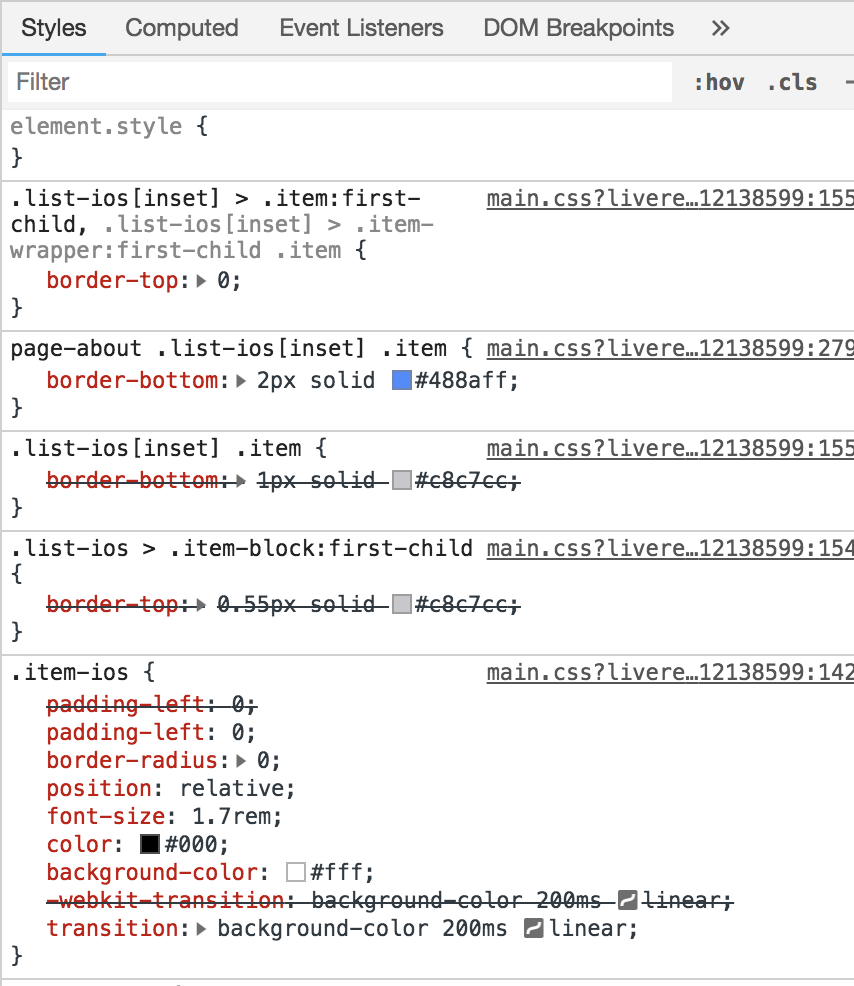 Styles Computed Event Listeners DOM Breakpoints »
Filter :hov .cls
element.style {
}
.list-ios[inset] > .item:first- main.css?livere…12138599:155
child, .list-ios[inset] > .item-
wrapper:first-child .item {
border-top: 0;
}
page-about .list-ios[inset] .item { main.css?livere…12138599:279
border-bottom: 2px solid #488aff;
}
.list-ios[inset] .item { main.css?livere…12138599:155
border-bottom: 1px solid #c8c7cc;
}
.list-ios > .item-block:first-child main.css?livere…12138599:154
{
border-top: 0.55px solid #c8c7cc;
}
.item-ios { main.css?livere…12138599:142
padding-left: 0;
padding-left: 0;
border-radius: 0;
position: relative;
font-size: 1.7rem;
color: #000;
background-color: #fff;
-webkit-transition: background-color 200ms linear;
transition: background-color 200ms linear;
}